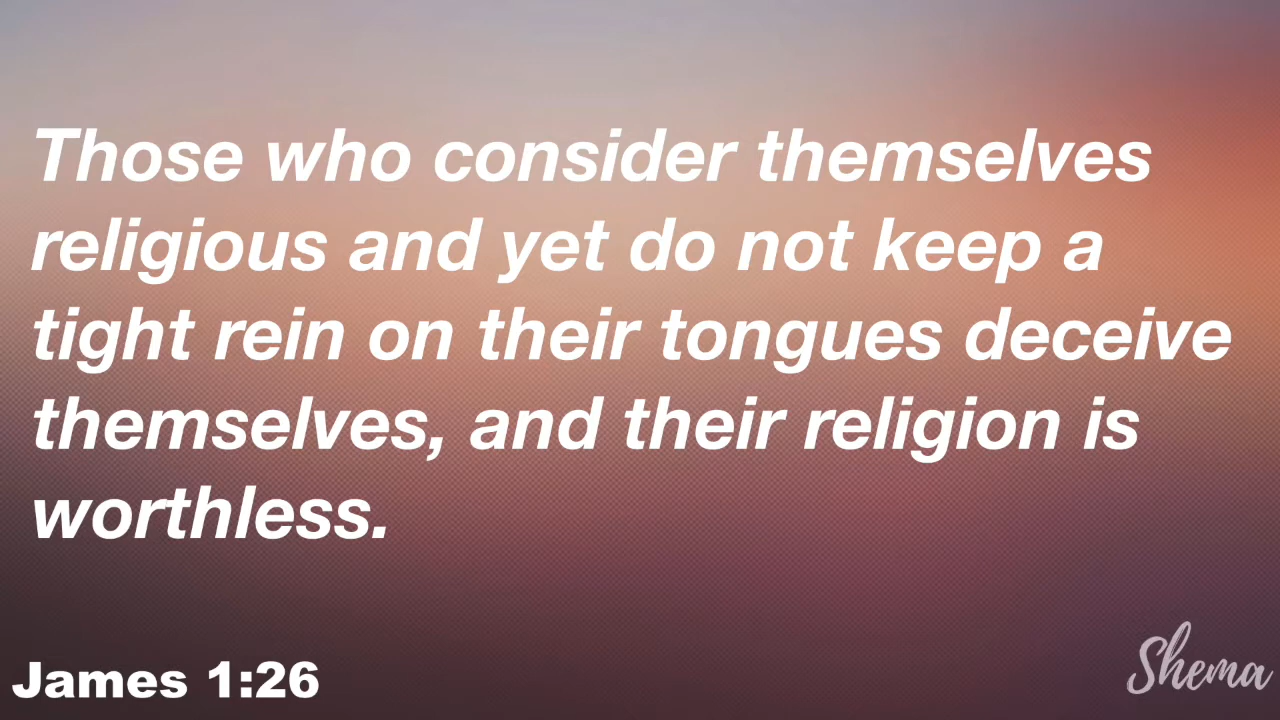 Those who consider themselves
religious and yet do not keep a
tight rein on their tongues deceive
themselves, and their religion is
worthless.
James 1:26
Shema